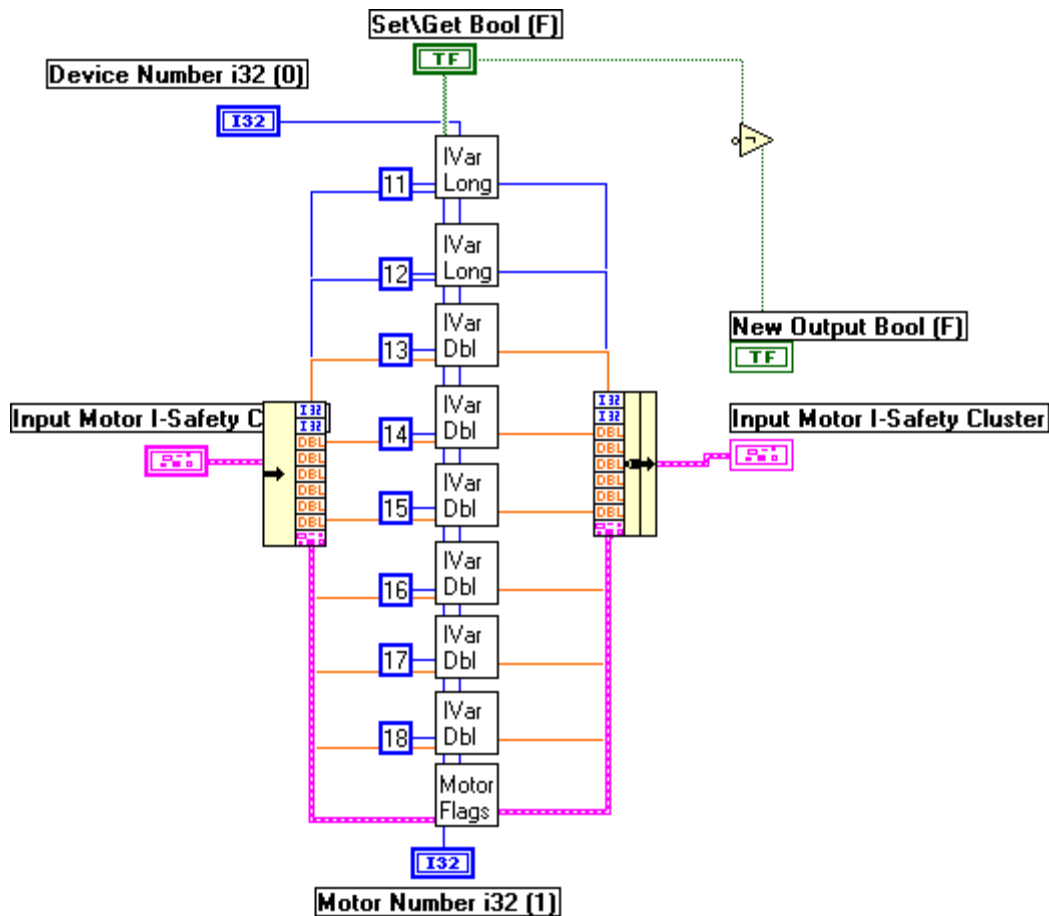 Set\Get Bool (F)
TF
Device Number i32 (0)
I32
IVar
Long
11
IVar
Long
12
IVar
Dbl
13
New Output Bool (F)
TF
IVar
Dbl
14
Input Motor I-Safety C
I32
I32
DBL
DBL
DBL
DBL
DBL
DBL
I32
I32
DBL
DBL
DBL
DBL
DBL
DBL
Input Motor I-Safety Cluster
IVar
Dbl
15
IVar
Dbl
16
IVar
Dbl
17
IVar
Dbl
18
Motor
Flags
I32
Motor Number i32 (1)